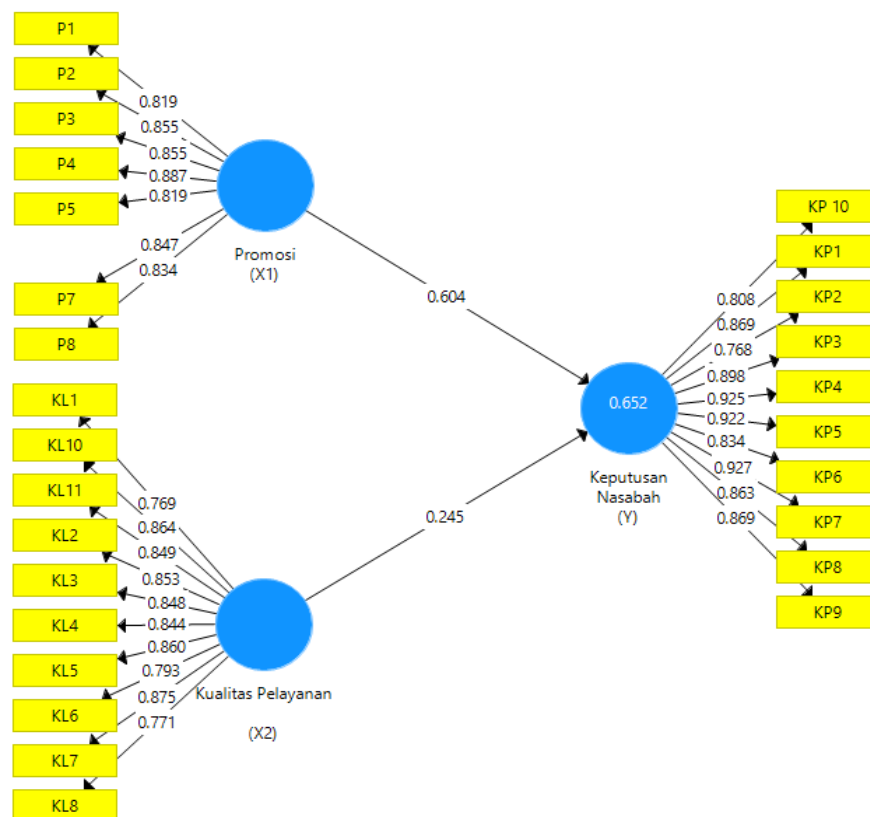 P1
P2
P3
P4
P5
P7
P8
0.819
0.855
0.855
0.887
0.819
0.847
0.834
Promosi
(X1)
0.604
KL1
KL10
KL11
KL2
KL3
KL4
KL5
KL6
KL7
KL8
0.769
0.864
0.849
0.853
0.848
0.844
0.860
0.793
0.875
0.771
Kualitas Pelayanan
(X2)
0.245
0.652
Keputusan
Nasabah
(Y)
0.808
0.869
0.768
0.898
0.925
0.922
0.834
0.927
0.863
0.869
KP 10
KP1
KP2
KP3
KP4
KP5
KP6
KP7
KP8
KP9